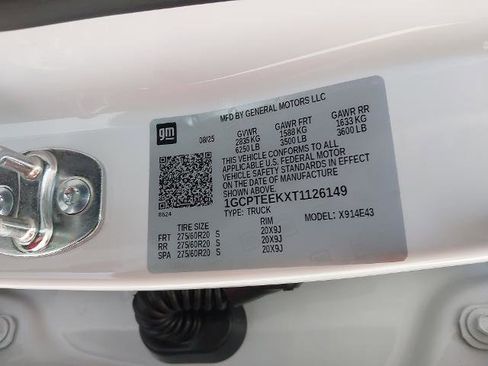 MFD BY GENERAL MOTORS LLC
gm
08/25 GVWR GAWR FRT GAWR RR
2835 KG 1588 KG 1633 KG
6250 LB 3500 LB 3600 LB
THIS VEHICLE CONFORMS TO ALL
APPLICABLE U.S. FEDERAL MOTOR
VEHICLE SAFETY STANDARDS IN EFFECT
ON THE DATE OF MANUFACTURE
SHOWN ABOVE.
1GCPTEEKXT1126149
8624 TYPE: TRUCK MODEL: X914E43
TIRE SIZE RIM
FRT 275/60R20 S 20X9J
RR 275/60R20 S 20X9J
SPA 275/60R20 S 20X9J